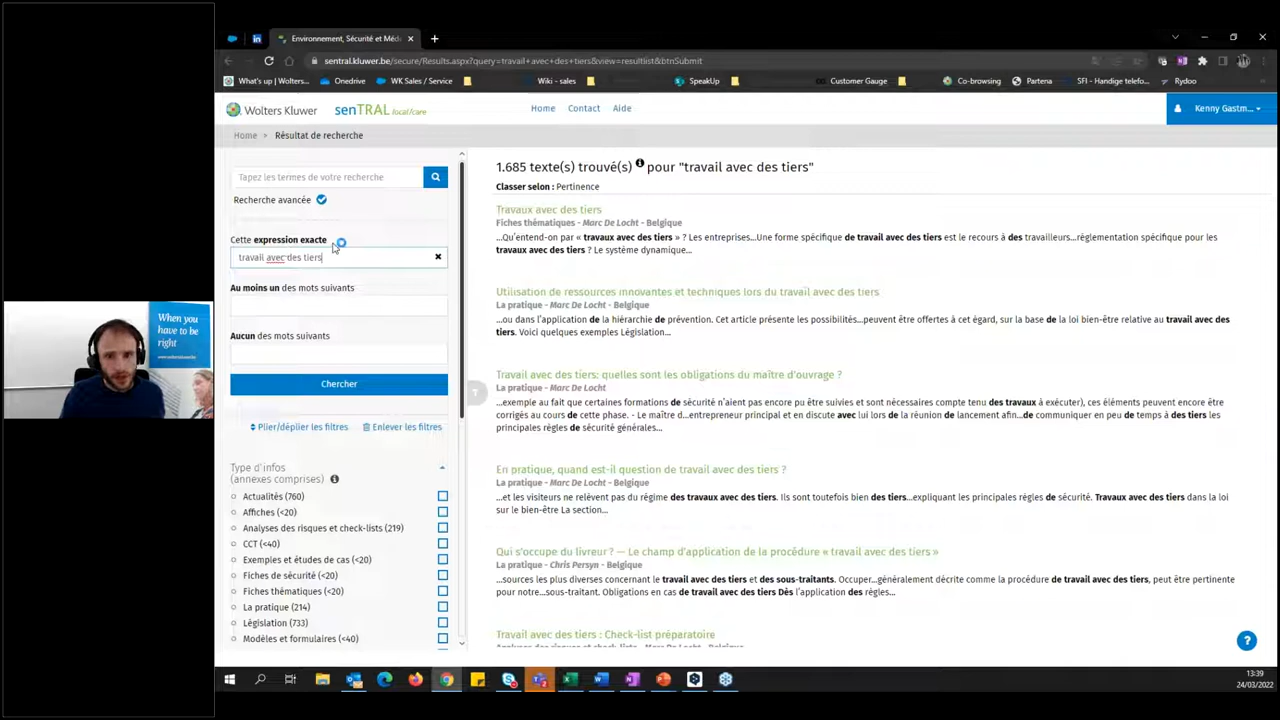 Environnement, Sécurité et Méd
sentral.kluwer.be/secure/Results.aspx?query=travail+avec+des+tiers&view=resultlist&btnSubmit
What's up | Wolters... Onedrive WK Sales / Service Wiki - sales SpeakUp Customer Gauge Co-browsing Partena SFI - Handige telefo... Rydoo
Wolters Kluwer senTRAL local/care Home Contact Aide Kenny Gastm...
Home > Résultat de recherche
Tapez les termes de votre recherche
Recherche avancée
Cette expression exacte
travail avec des tiers
Au moins un des mots suivants
Aucun des mots suivants
Chercher
Plier/déplier les filtres Enlever les filtres
Type d'infos
(annexes comprises)
Actualités (760)
Affiches (<20)
Analyses des risques et check-lists (219)
CCT (<40)
Exemples et études de cas (<20)
Fiches de sécurité (<20)
Fiches thématiques (<20)
La pratique (214)
Législation (733)
Modèles et formulaires (<40)
1.685 texte(s) trouvé(s) pour "travail avec des tiers"
Classer selon : Pertinence
Travaux avec des tiers
Fiches thématiques - Marc De Locht - Belgique
...Qu'entend-on par « travaux avec des tiers » ? Les entreprises...Une forme spécifique de travail avec des tiers est le recours à des travailleurs...réglementation spécifique pour les
travaux avec des tiers ? Le système dynamique...
Utilisation de ressources innovantes et techniques lors du travail avec des tiers
La pratique - Marc De Locht - Belgique
...ou dans l'application de la hiérarchie de prévention. Cet article présente les possibilités...peuvent être offertes à cet égard, sur la base de la loi bien-être relative au travail avec des
tiers. Voici quelques exemples Législation...
Travail avec des tiers: quelles sont les obligations du maître d'ouvrage ?
La pratique - Marc De Locht
...exemple au fait que certaines formations de sécurité n'aient pas encore pu être suivies et sont nécessaires compte tenu des travaux à exécuter), ces éléments peuvent encore être
corrigés au cours de cette phase. - Le maître d...entrepreneur principal et en discute avec lui lors de la réunion de lancement afin...de communiquer en peu de temps à des tiers les
principales règles de sécurité générales...
En pratique, quand est-il question de travail avec des tiers ?
La pratique - Marc De Locht - Belgique
...et les visiteurs ne relèvent pas du régime des travaux avec des tiers. Ils sont toutefois bien des tiers...expliquant les principales règles de sécurité. Travaux avec des tiers dans la loi
sur le bien-être La section...
Qui s'occupe du livreur ? — Le champ d'application de la procédure « travail avec des tiers »
La pratique - Chris Persyn - Belgique
...sources les plus diverses concernant le travail avec des tiers et des sous-traitants. Occuper...généralement décrite comme la procédure de travail avec des tiers, peut être pertinente
pour notre...sous-traitant. Obligations en cas de travail avec des tiers Dès l'application des règles...
Travail avec des tiers : Check-list préparatoire
Analyses des risques et check-lists - Marc De Locht - Belgique
When you
have to be
right
13:39
24/03/2022